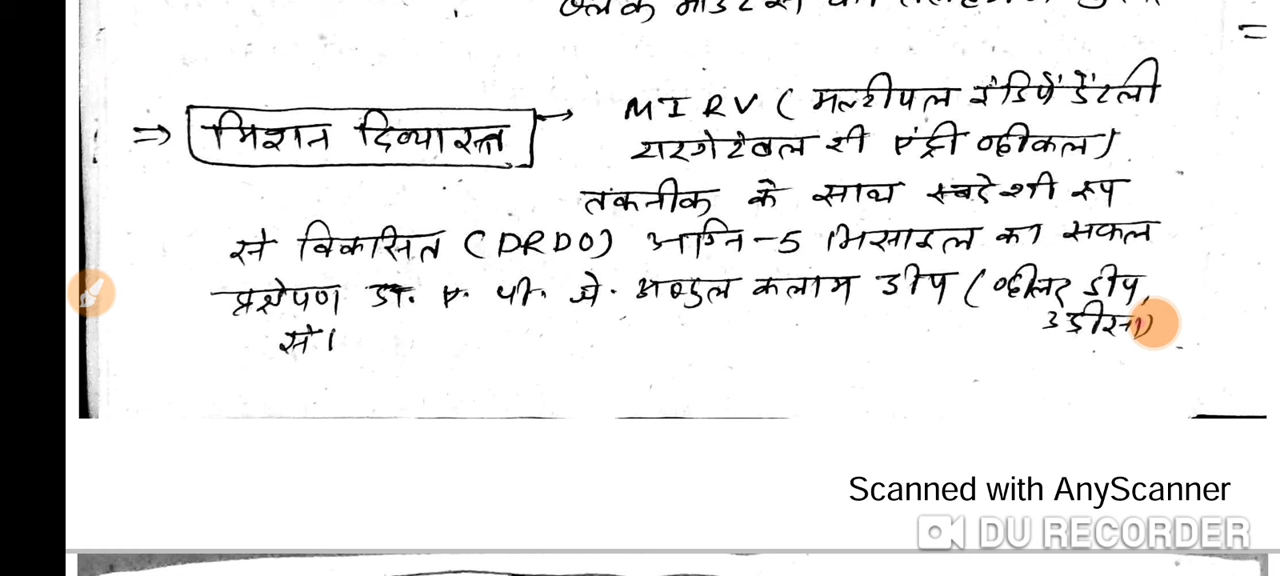 =
⇒ मिशन दिव्यास्त्र → MIRV ( मल्टीपल इंडिपेंडेंटली
टारगेटेबल री एंट्री व्हीकल)
तकनीक के साथ स्वदेशी रूप
से विकसित (DRDO) अग्नि-5 मिसाइल का सफल
प्रक्षेपण डा. ए. पी. जे. अब्दुल कलाम द्वीप ( व्हीलर द्वीप,
उड़ीसा)
से।
Scanned with AnyScanner
DU RECORDER